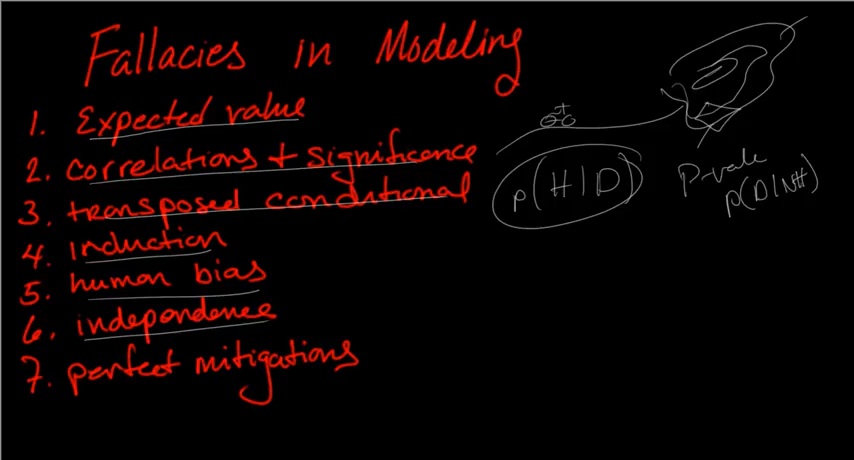 Fallacies in Modeling
1. Expected value
2. correlations + significance
3. transposed conditional
4. induction
5. human bias
6. independence
7. perfect mitigations
p(H|D)
P-vale
p(D|NH)